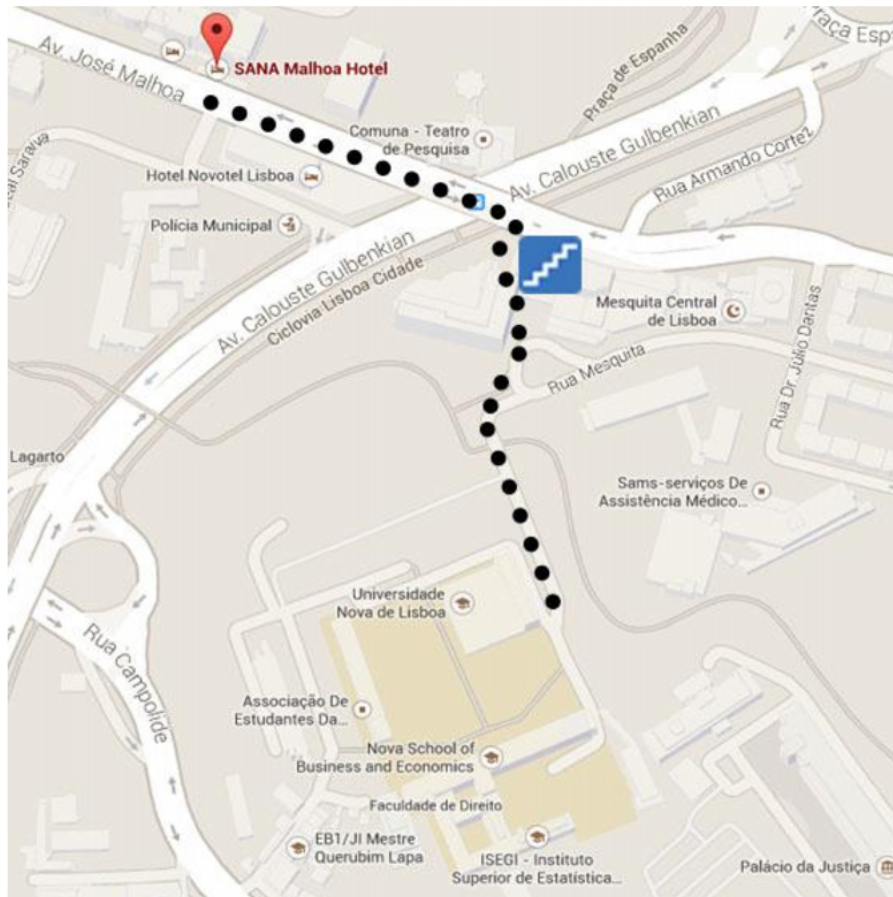 Praça Esp
Av. José Malhoa
SANA Malhoa Hotel
Praça de Espanha
Comuna - Teatro
de Pesquisa
Av. Calouste Gulbenkian
Hotel Novotel Lisboa
Rua Armando Cortez
Polícia Municipal
Av. Calouste Gulbenkian
Ciclovia Lisboa Cidade
Mesquita Central
de Lisboa
Rua Dr. Júlio Dantas
Rua Mesquita
Lagarto
Sams-serviços De
Assistência Médico...
Universidade
Nova de Lisboa
Rua Campolide
Associação De
Estudantes Da...
Nova School of
Business and Economics
Faculdade de Direito
EB1/JI Mestre
Querubim Lapa
ISEGI - Instituto
Superior de Estatística...
Palácio da Justiça